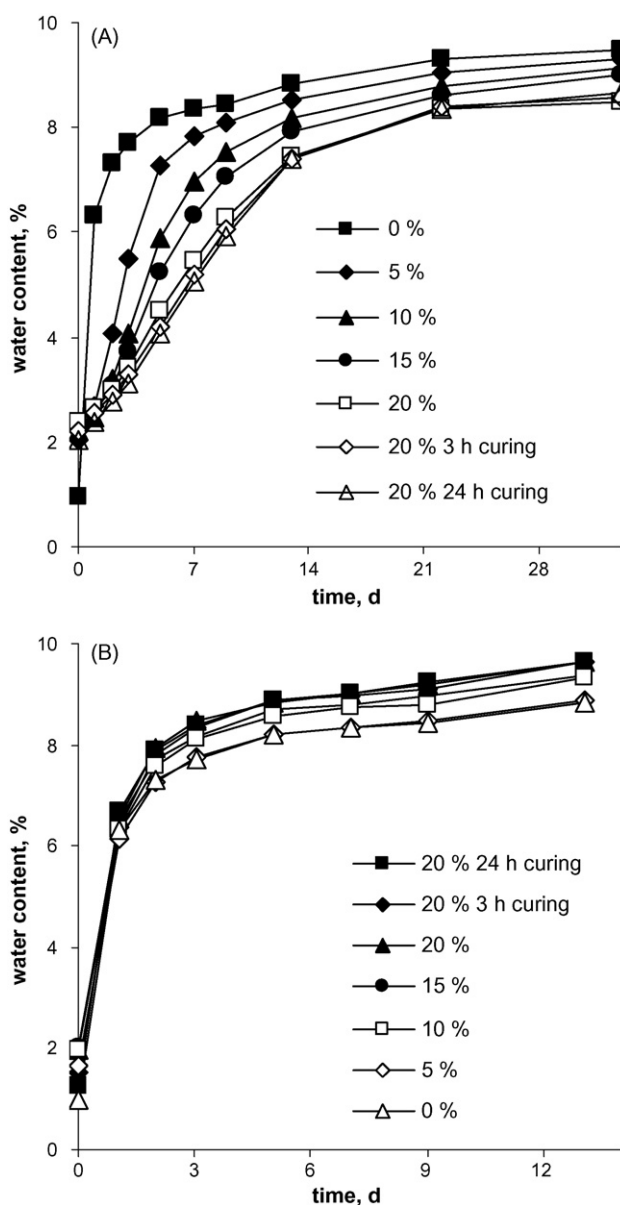 (A)
10
8
6
4
2
0
water content, %
0 %
5 %
10 %
15 %
20 %
20 % 3 h curing
20 % 24 h curing
0 7 14 21 28
time, d
(B)
10
8
6
4
2
0
water content, %
20 % 24 h curing
20 % 3 h curing
20 %
15 %
10 %
5 %
0 %
0 3 6 9 12
time, d